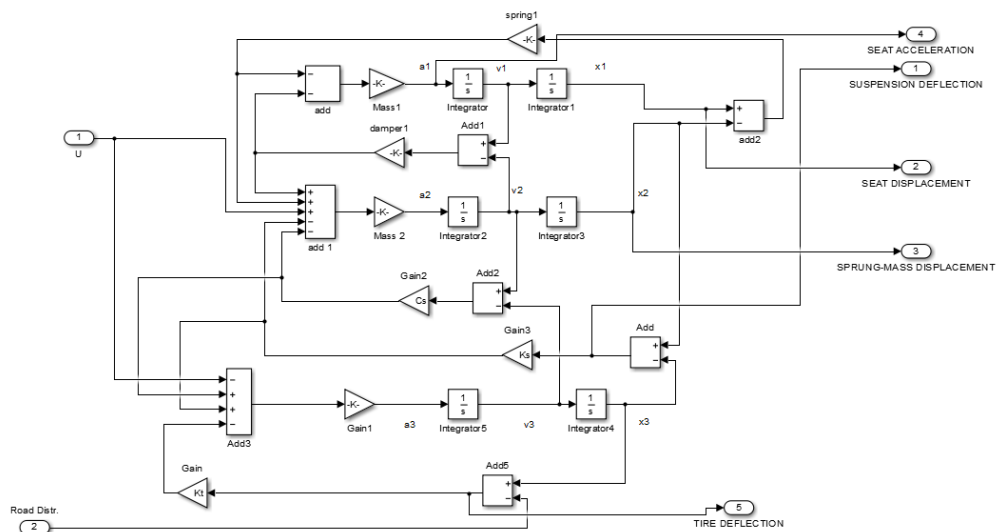 spring1
-K-
4
SEAT ACCELERATION
1
SUSPENSION DEFLECTION
a1
v1
x1
−
−
add
-K-
Mass1
1
s
Integrator
1
s
Integrator1
+
−
add2
1
U
damper1
-K-
Add1
+
−
2
SEAT DISPLACEMENT
+
+
+
−
−
add 1
-K-
Mass 2
a2
1
s
Integrator2
v2
1
s
Integrator3
x2
3
SPRUNG-MASS DISPLACEMENT
Gain2
Cs
Add2
+
−
Gain3
Ks
Add
+
−
−
+
+
−
Add3
-K-
Gain1
a3
1
s
Integrator5
v3
1
s
Integrator4
x3
Gain
Kt
Add5
+
−
Road Distr.
2
5
TIRE DEFLECTION